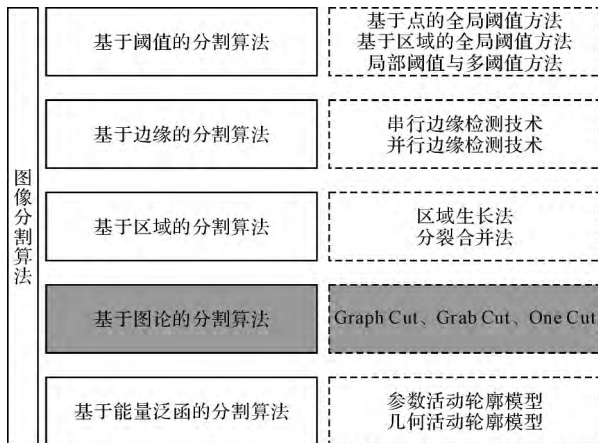 图像分割算法
基于阈值的分割算法
基于点的全局阈值方法
基于区域的全局阈值方法
局部阈值与多阈值方法
基于边缘的分割算法
串行边缘检测技术
并行边缘检测技术
基于区域的分割算法
区域生长法
分裂合并法
基于图论的分割算法
Graph Cut、Grab Cut、One Cut
基于能量泛函的分割算法
参数活动轮廓模型
几何活动轮廓模型